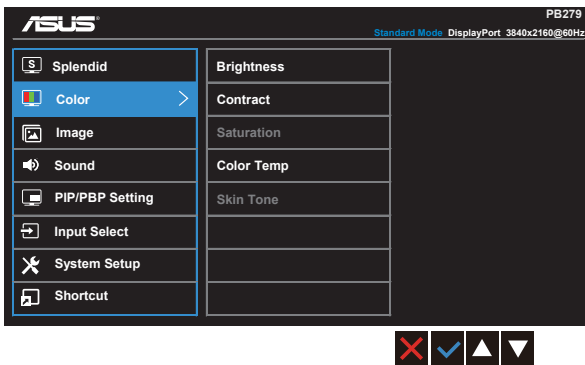 ASUS
PB279
Standard Mode DisplayPort 3840x2160@60Hz
S Splendid
Color
Image
Sound
PIP/PBP Setting
Input Select
System Setup
Shortcut
Brightness
Contract
Saturation
Color Temp
Skin Tone